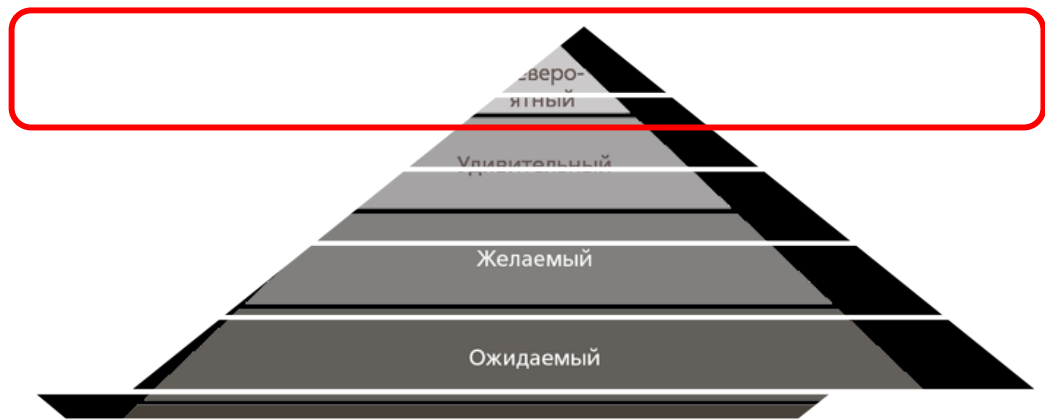 еверо-
ятный
Удивительный
Желаемый
Ожидаемый